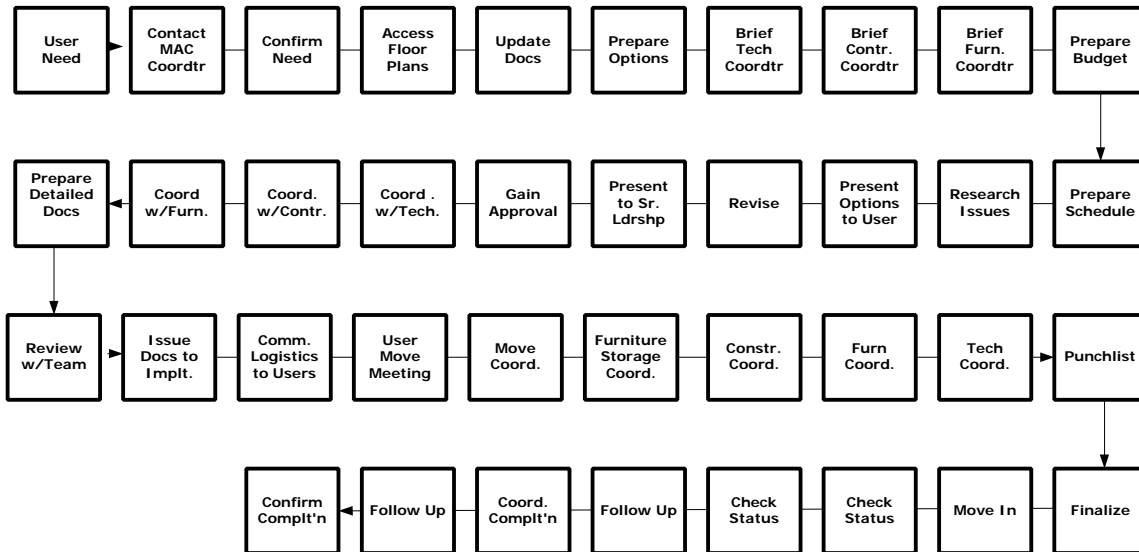 User
Need
Contact
MAC
Coordtr
Confirm
Need
Access
Floor
Plans
Update
Docs
Prepare
Options
Brief
Tech
Coordtr
Brief
Contr.
Coordtr
Brief
Furn.
Coordtr
Prepare
Budget
Prepare
Detailed
Docs
Coord
w/Furn.
Coord.
w/Contr.
Coord .
w/Tech.
Gain
Approval
Present
to Sr.
Ldrshp
Revise
Present
Options
to User
Research
Issues
Prepare
Schedule
Review
w/Team
Issue
Docs to
Implt.
Comm.
Logistics
to Users
User
Move
Meeting
Move
Coord.
Furniture
Storage
Coord.
Constr.
Coord.
Furn
Coord.
Tech
Coord.
Punchlist
Confirm
Complt'n
Follow Up
Coord.
Complt'n
Follow Up
Check
Status
Check
Status
Move In
Finalize